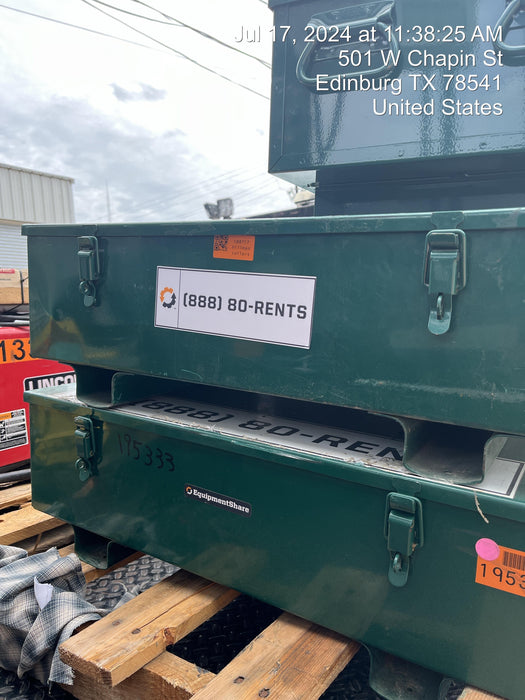 Jul 17, 2024 at 11:38:25 AM
501 W Chapin St
Edinburg TX 78541
United States
(888) 80-RENTS
13
LINCO
(888) 80-REN
195333
EquipmentShare
1953